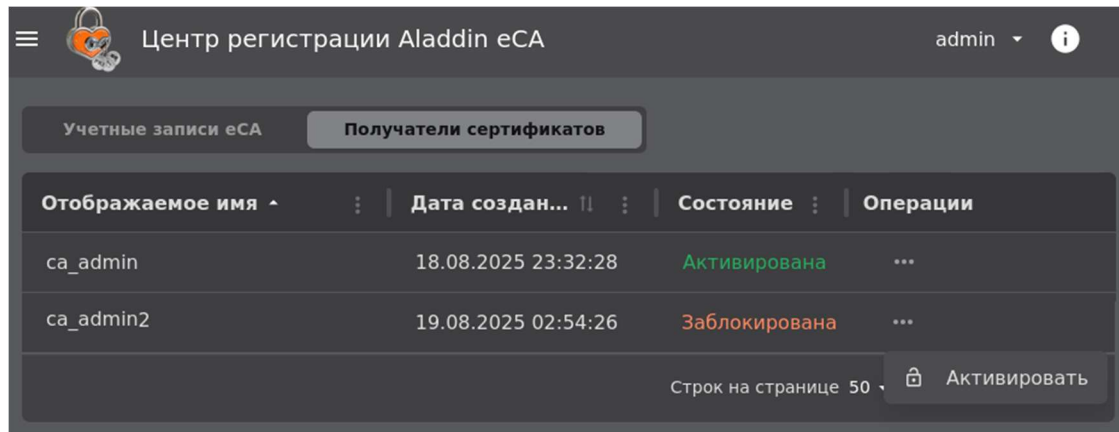 Центр регистрации Aladdin eCA admin
Учетные записи eCA Получатели сертификатов
Отображаемое имя Дата создан... Состояние Операции
ca_admin 18.08.2025 23:32:28 Активирована
ca_admin2 19.08.2025 02:54:26 Заблокирована
Строк на странице 50 Активировать